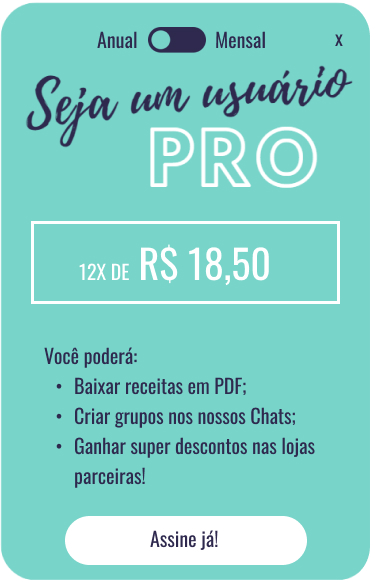 Anual Mensal x
Seja um usuário
PRO
12X DE R$ 18,50
Você poderá:
• Baixar receitas em PDF;
• Criar grupos nos nossos Chats;
• Ganhar super descontos nas lojas
parceiras!
Assine já!